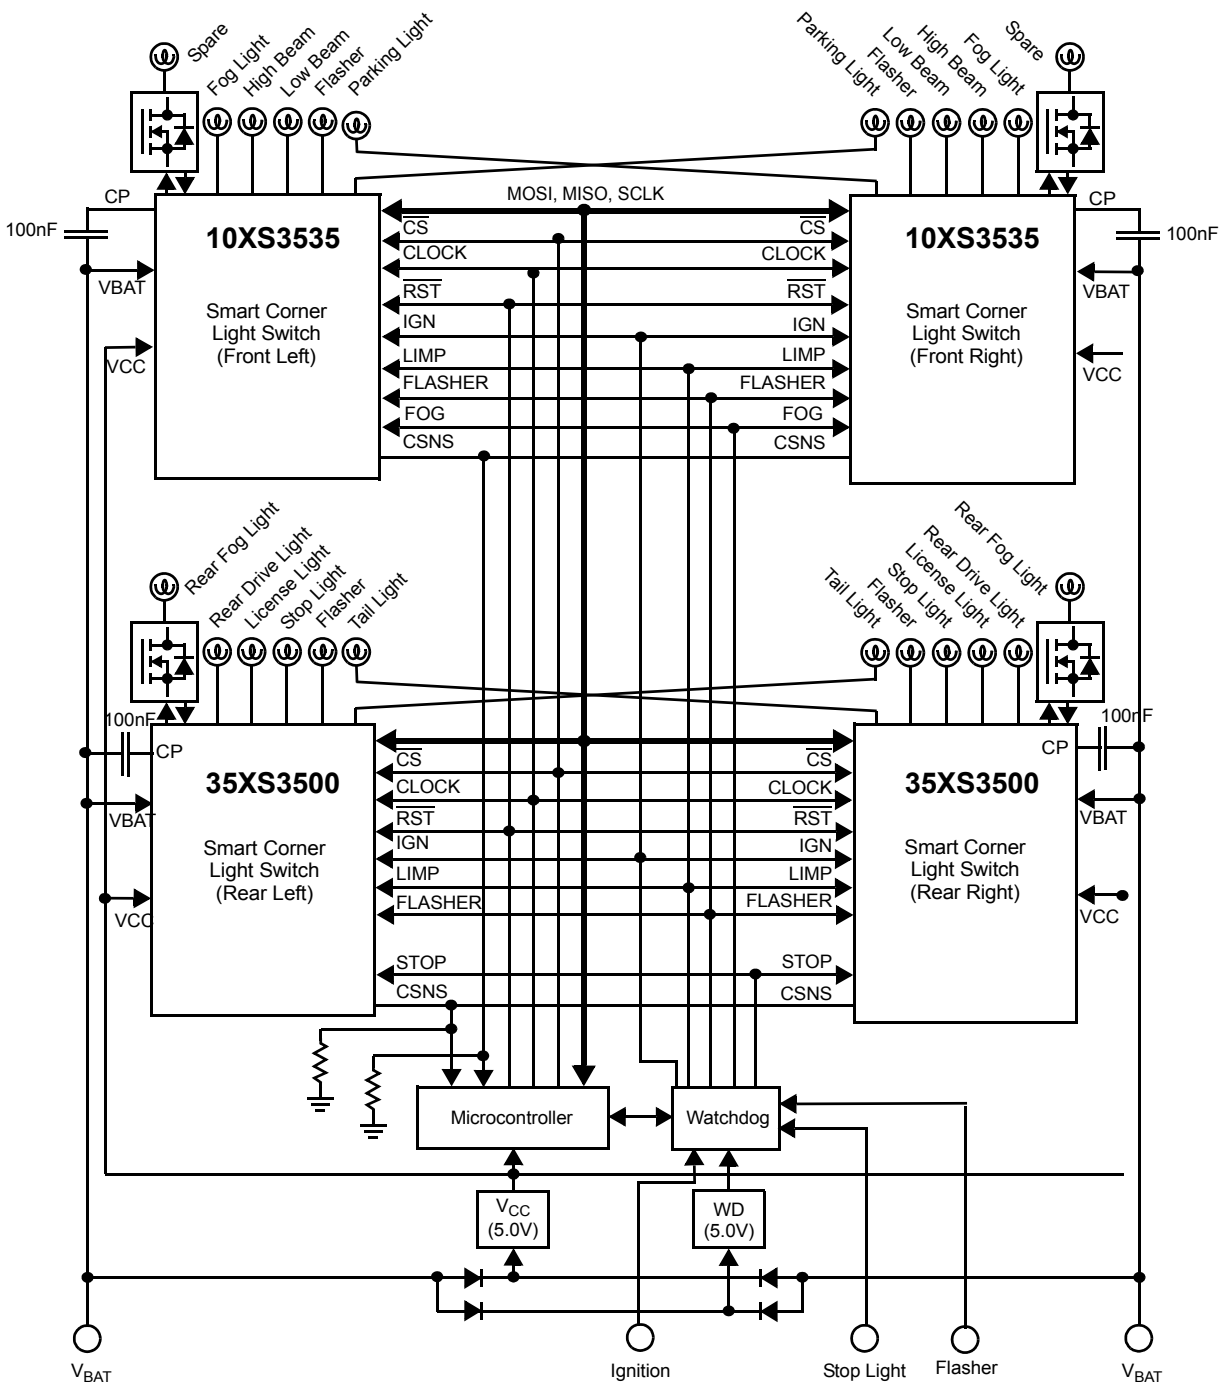 Spare
Fog Light
High Beam
Low Beam
Flasher
Parking Light
Parking Light
Flasher
Low Beam
High Beam
Fog Light
Spare
CP
MOSI, MISO, SCLK
CP
100nF
10XS3535
CS
CS
10XS3535
100nF
CLOCK
CLOCK
VBAT
VBAT
RST
RST
Smart Corner
Light Switch
(Front Left)
Smart Corner
Light Switch
(Front Right)
IGN
IGN
VCC
LIMP
LIMP
VCC
FLASHER
FLASHER
FOG
FOG
CSNS
CSNS
Rear Fog Light
Rear Drive Light
License Light
Stop Light
Flasher
Tail Light
Tail Light
Flasher
Stop Light
License Light
Rear Drive Light
Rear Fog Light
100nF
100nF
CP
CP
CS
CS
35XS3500
35XS3500
CLOCK
CLOCK
VBAT
VBAT
RST
RST
Smart Corner
Light Switch
(Rear Left)
Smart Corner
Light Switch
(Rear Right)
IGN
IGN
LIMP
LIMP
FLASHER
FLASHER
VCC
VCC
STOP
STOP
CSNS
CSNS
Microcontroller
Watchdog
VCC
(5.0V)
WD
(5.0V)
VBAT
Ignition
Stop Light
Flasher
VBAT